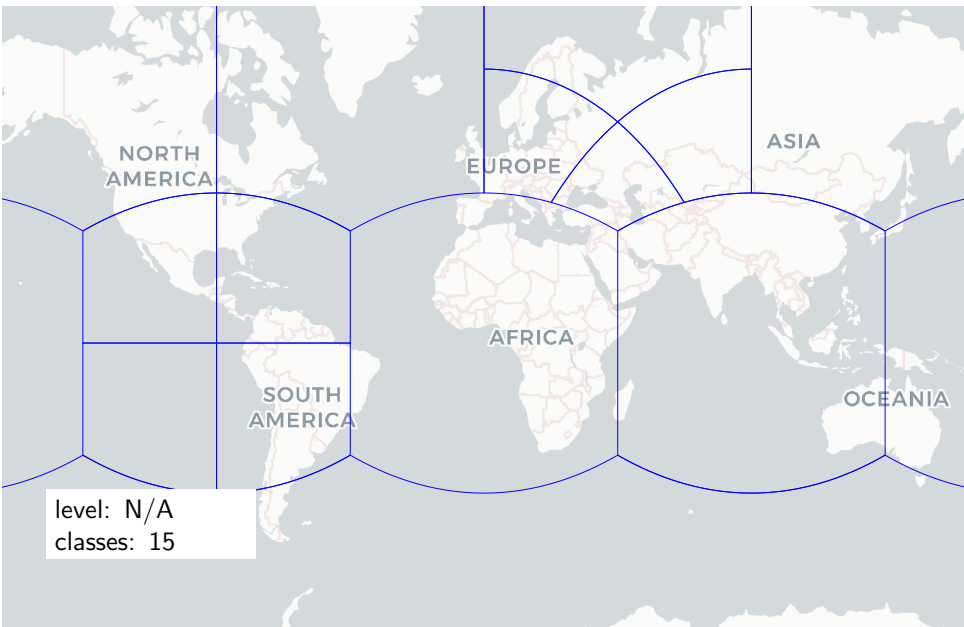 NORTH
AMERICA
EUROPE
ASIA
AFRICA
SOUTH
AMERICA
OCEANIA
level: N/A
classes: 15